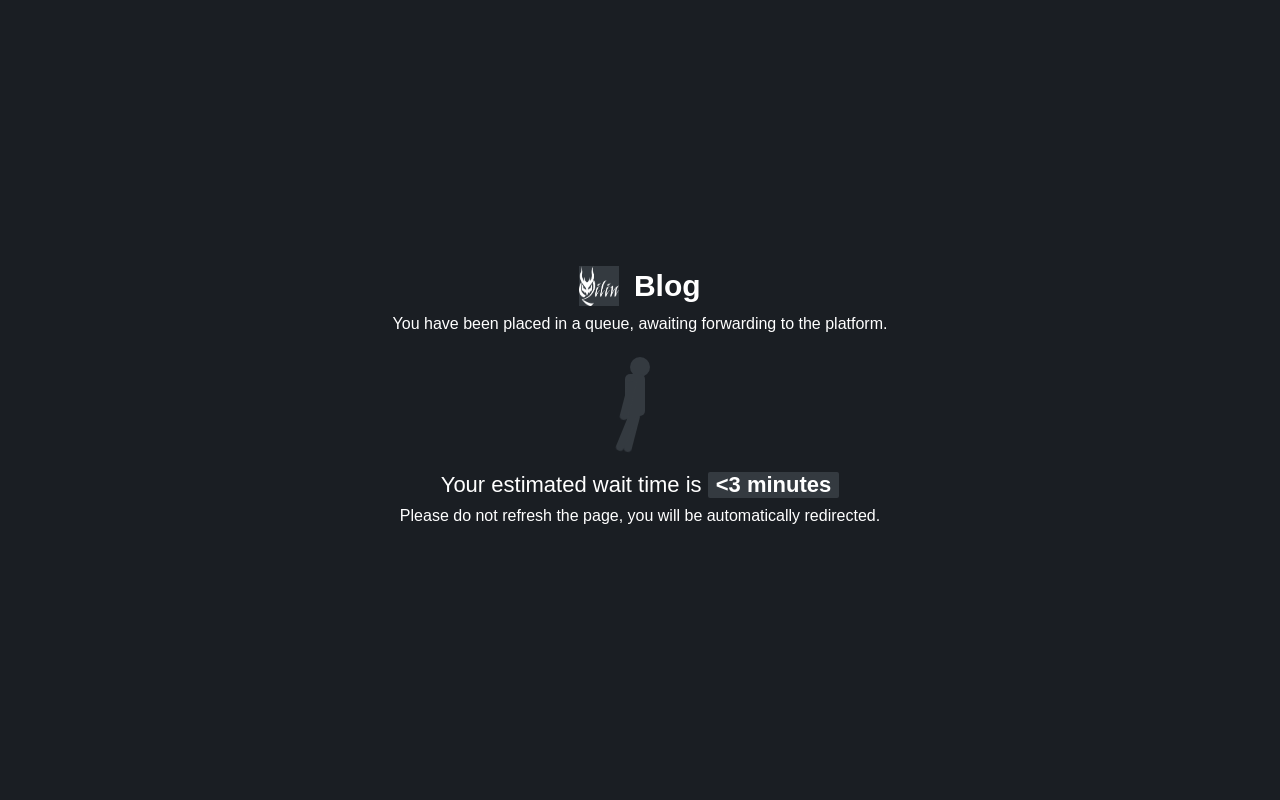 Qilin Blog
You have been placed in a queue, awaiting forwarding to the platform.
Your estimated wait time is <3 minutes
Please do not refresh the page, you will be automatically redirected.